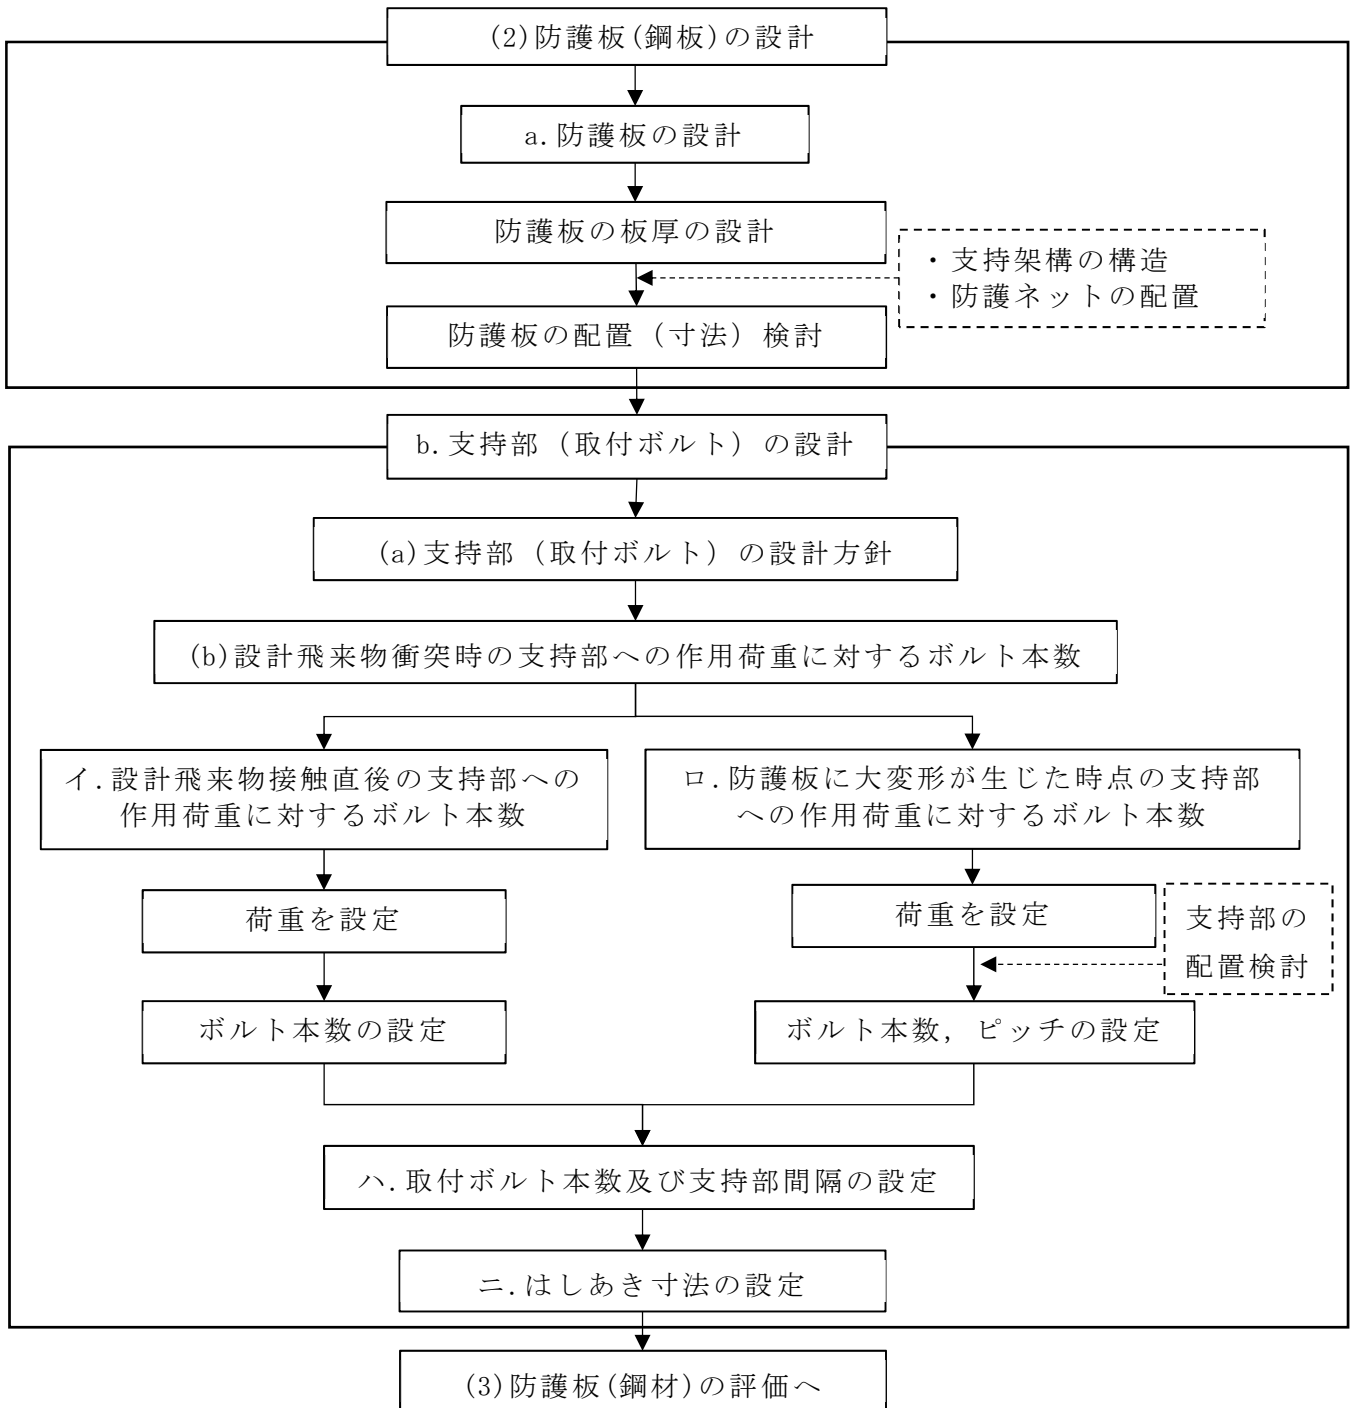 (2)防護板(鋼板)の設計
a.防護板の設計
防護板の板厚の設計
・支持架構の構造
・防護ネットの配置
防護板の配置（寸法）検討
b.支持部（取付ボルト）の設計
(a)支持部（取付ボルト）の設計方針
(b)設計飛来物衝突時の支持部への作用荷重に対するボルト本数
イ.設計飛来物接触直後の支持部への
作用荷重に対するボルト本数
ロ.防護板に大変形が生じた時点の支持部
への作用荷重に対するボルト本数
荷重を設定
荷重を設定
支持部の
配置検討
ボルト本数の設定
ボルト本数，ピッチの設定
ハ.取付ボルト本数及び支持部間隔の設定
ニ.はしあき寸法の設定
(3)防護板(鋼材)の評価へ